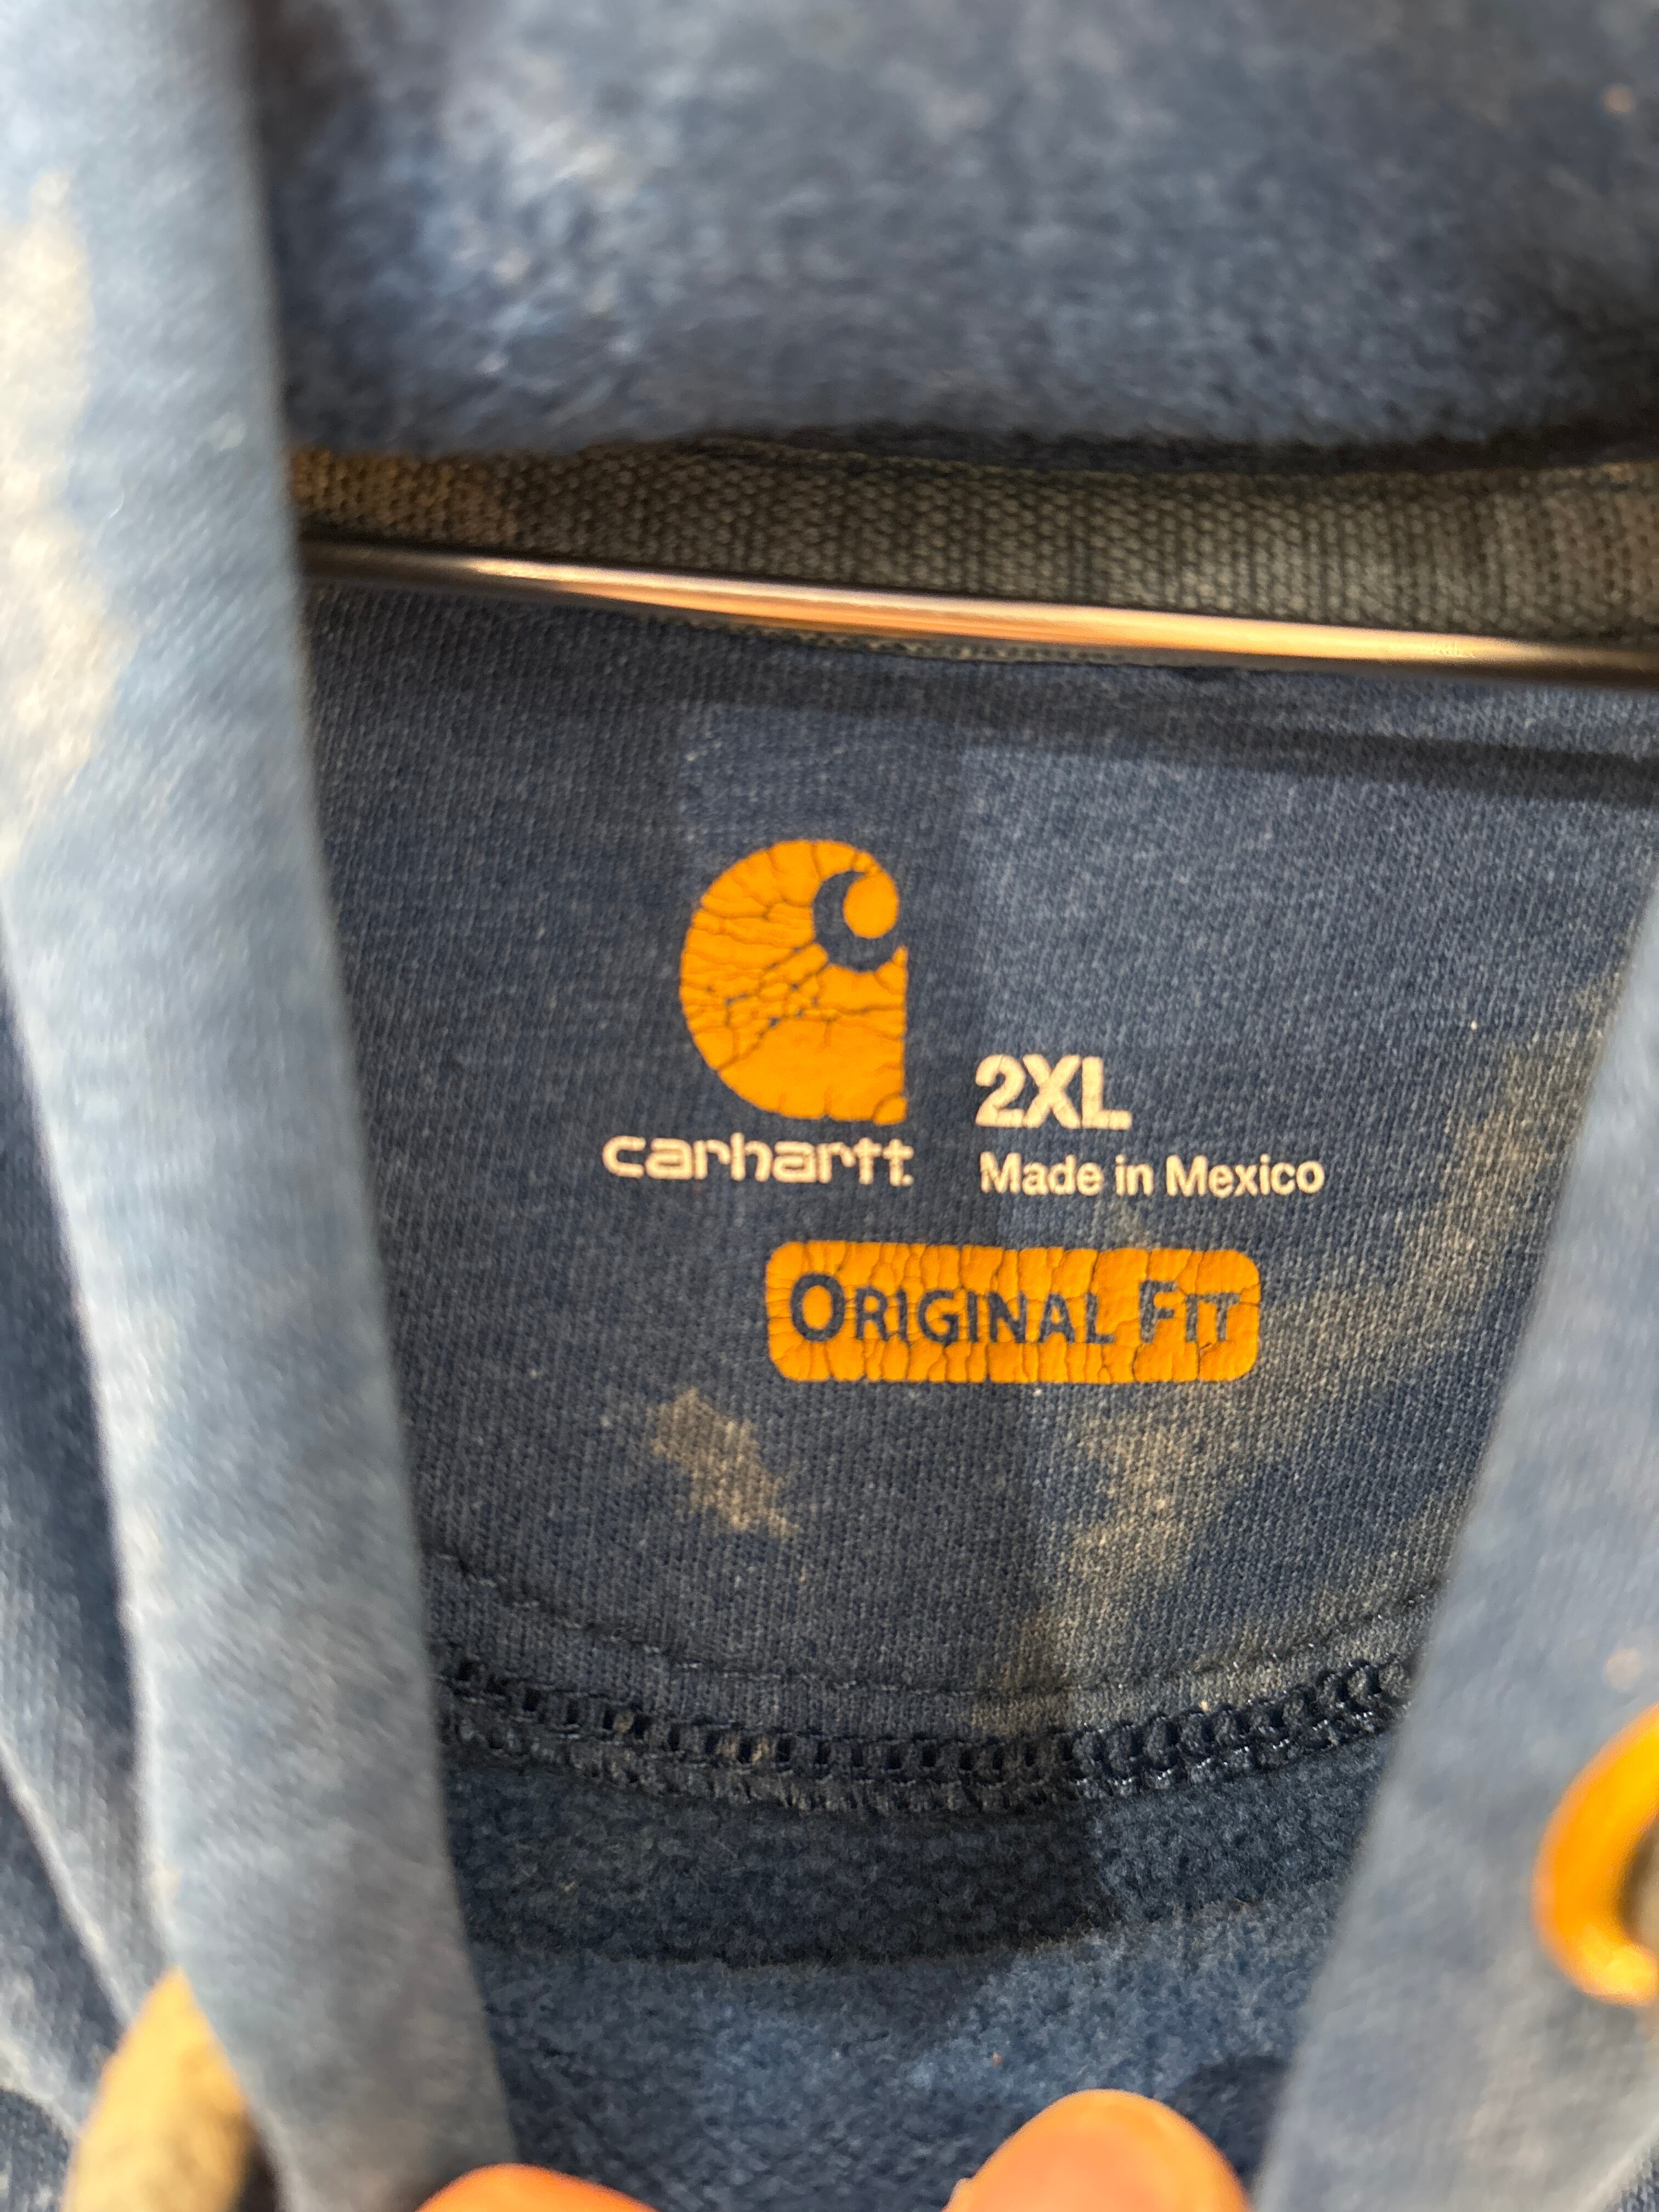 2XL
carhartt.
Made in Mexico
ORIGINAL FIT